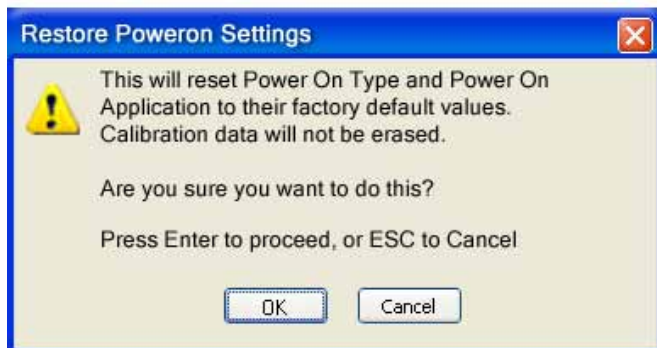 Restore Poweron Settings
This will reset Power On Type and Power On
Application to their factory default values.
Calibration data will not be erased.
Are you sure you want to do this?
Press Enter to proceed, or ESC to Cancel
OK
Cancel